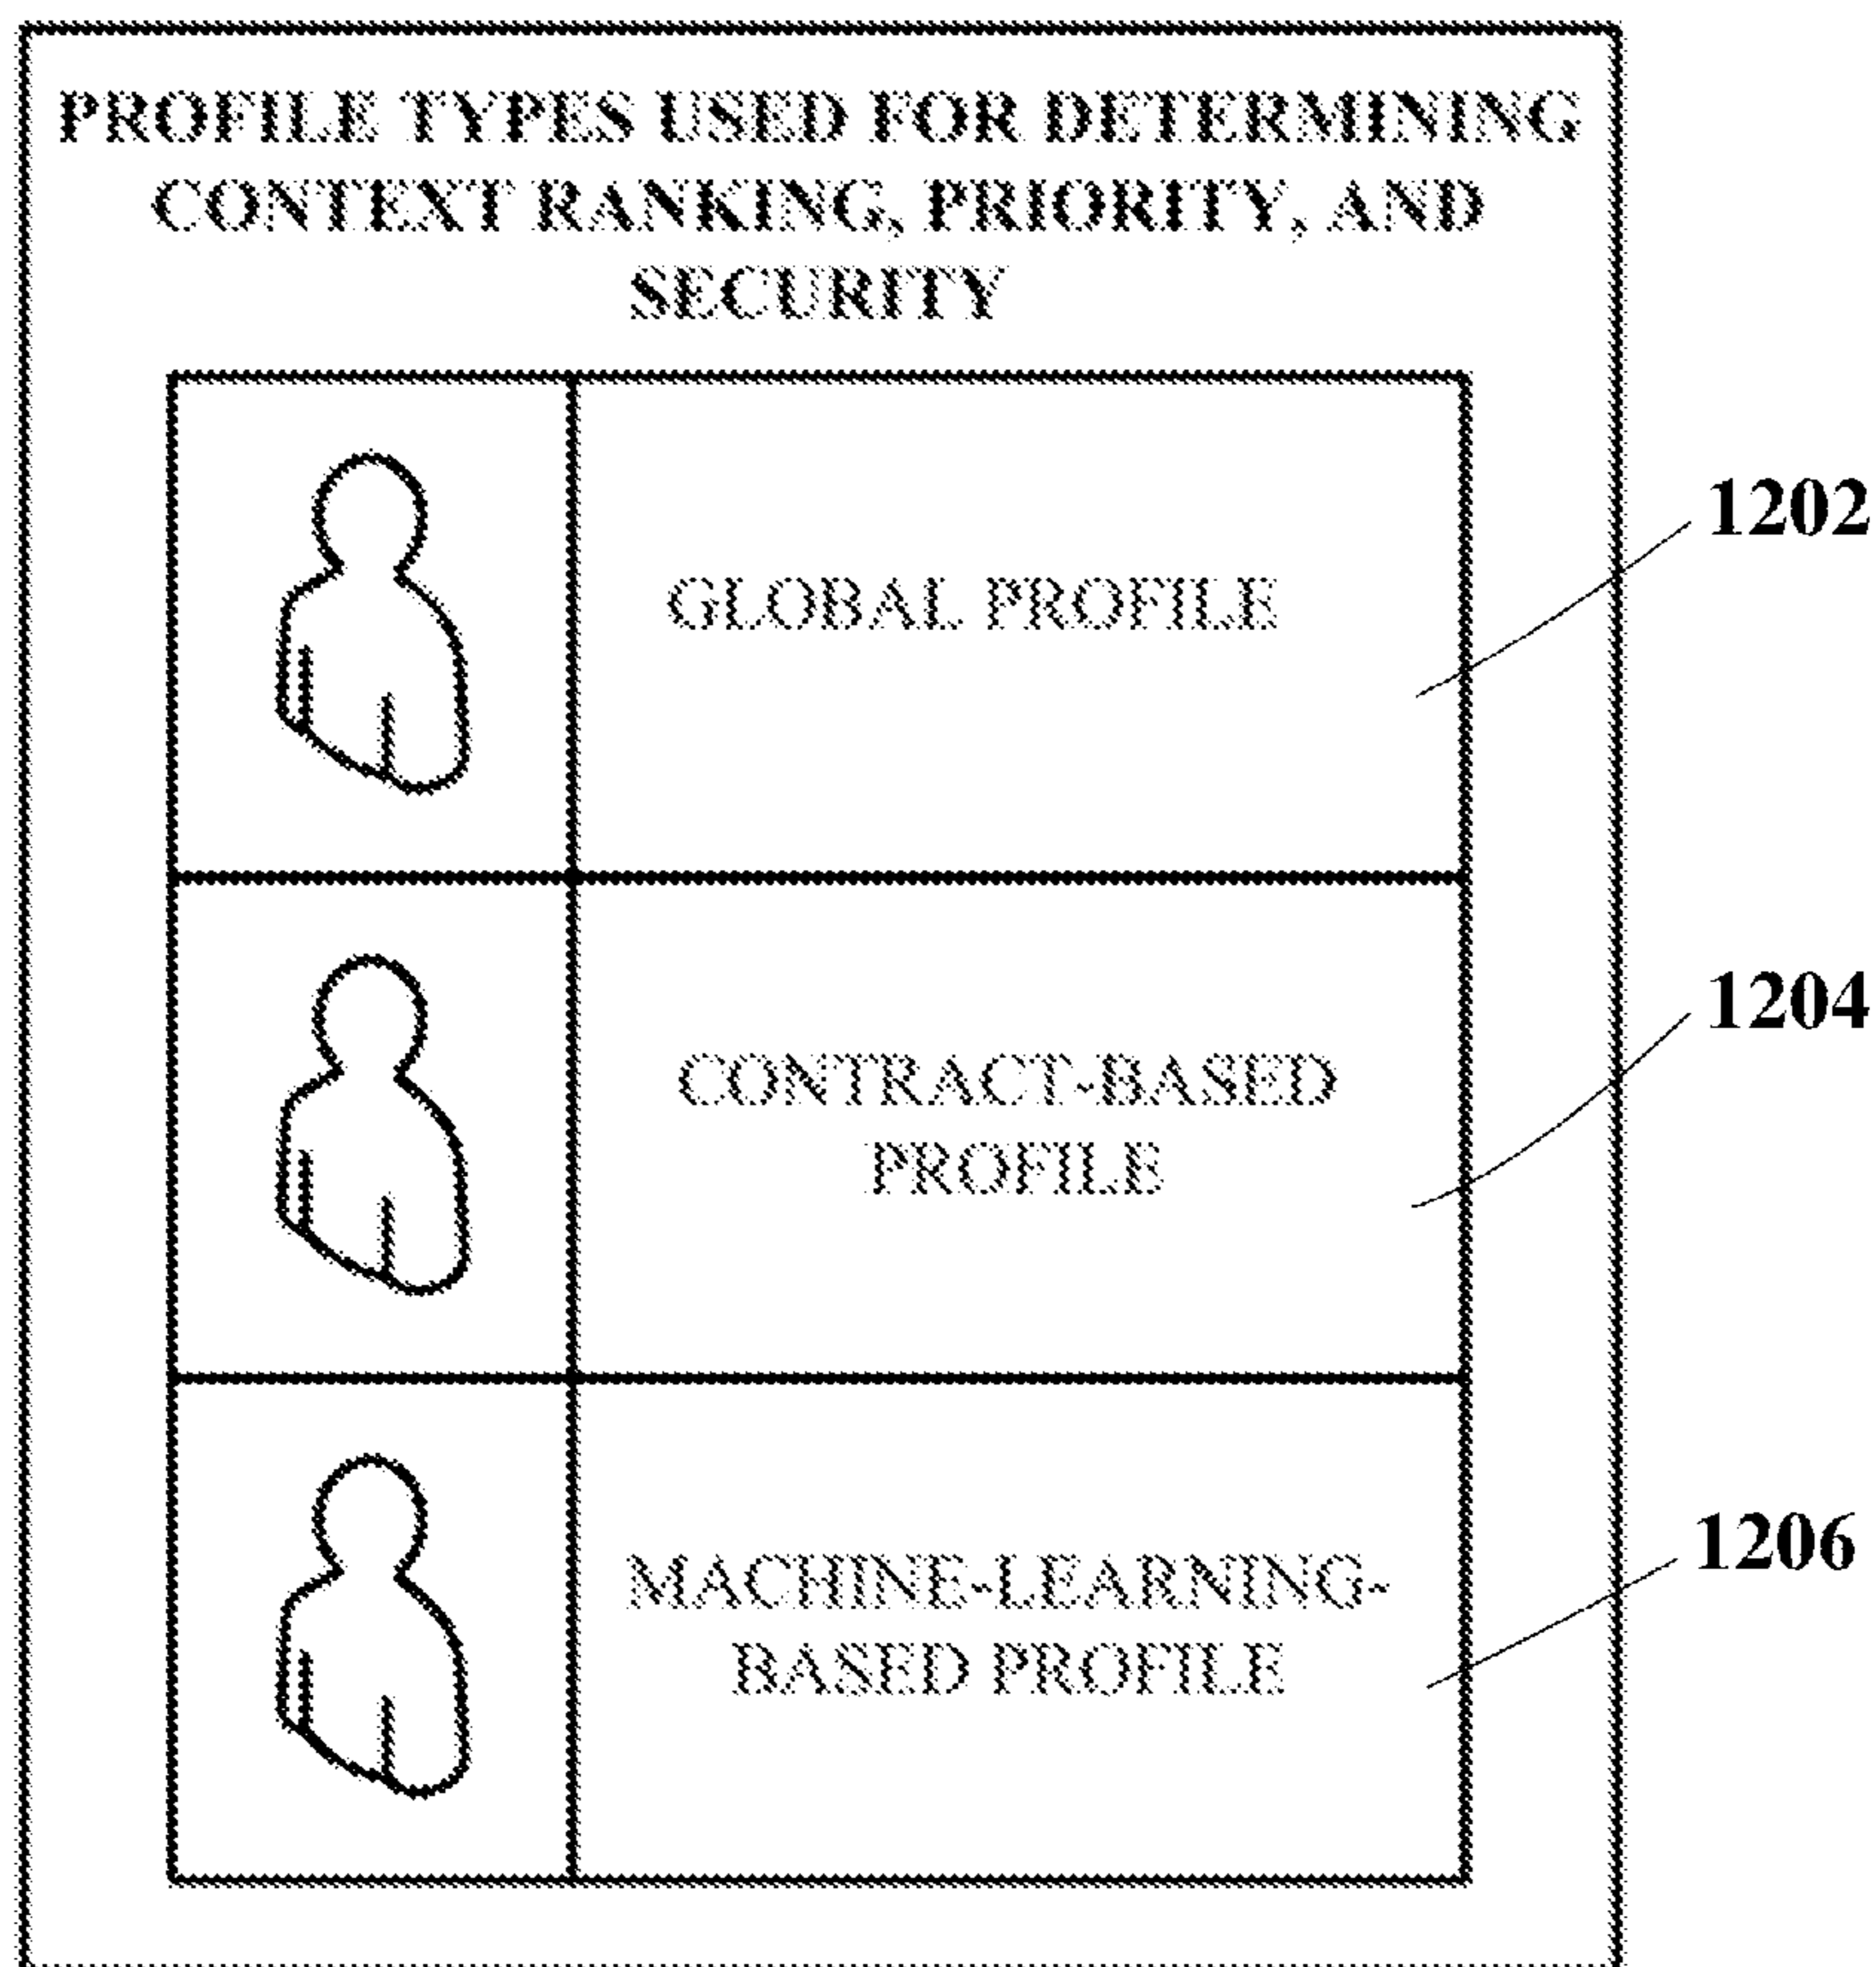 PROFILE TYPES USED FOR DETERMINING
CONTEXT RANKING, PRIORITY, AND
SECURITY
GLOBAL PROFILE
1202
CONTRACT-BASED
PROFILE
1204
MACHINE-LEARNING-
BASED PROFILE
1206